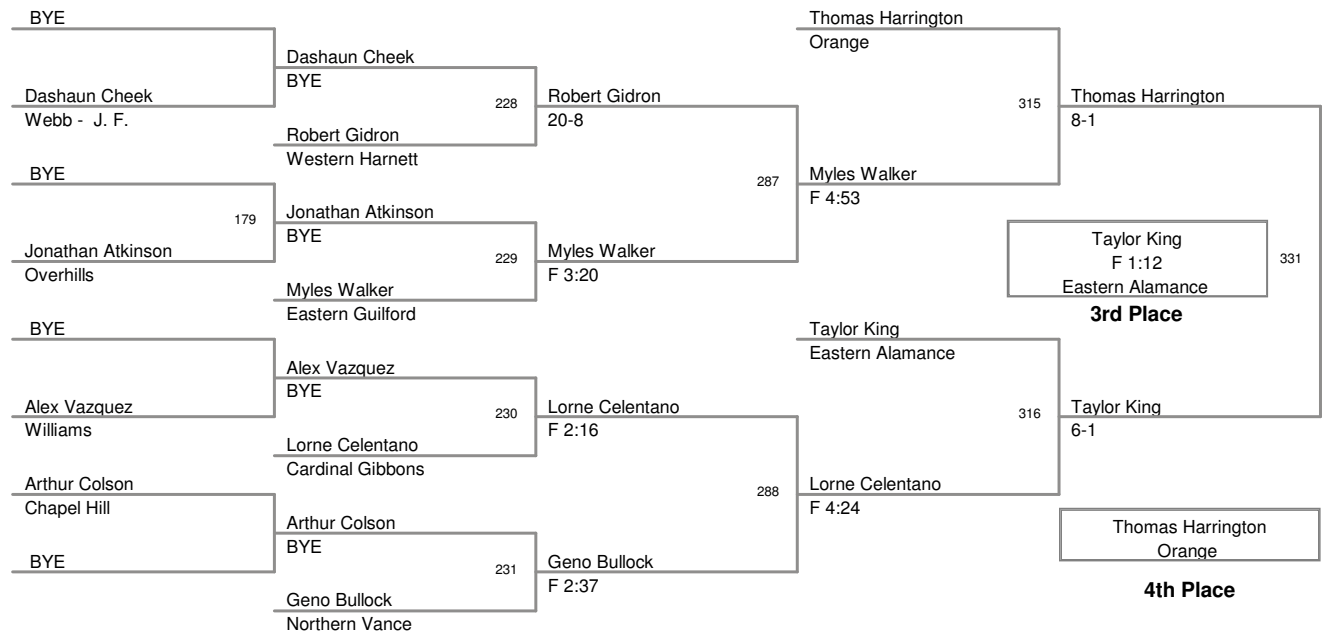 BYE
Dashaun Cheek
Webb - J. F.
BYE
Jonathan Atkinson
Overhills
BYE
Alex Vazquez
Williams
Arthur Colson
Chapel Hill
BYE
179
Dashaun Cheek
BYE
Robert Gidron
Western Harnett
Jonathan Atkinson
BYE
Myles Walker
Eastern Guilford
Alex Vazquez
BYE
Lorne Celentano
Cardinal Gibbons
Arthur Colson
BYE
Geno Bullock
Northern Vance
228
229
230
231
Robert Gidron
20-8
Myles Walker
F 3:20
Lorne Celentano
F 2:16
Geno Bullock
F 2:37
287
288
Thomas Harrington
Orange
Myles Walker
F 4:53
Taylor King
Eastern Alamance
Lorne Celentano
F 4:24
315
316
Thomas Harrington
8-1
Taylor King
6-1
331
Taylor King
F 1:12
Eastern Alamance
3rd Place
Thomas Harrington
Orange
4th Place